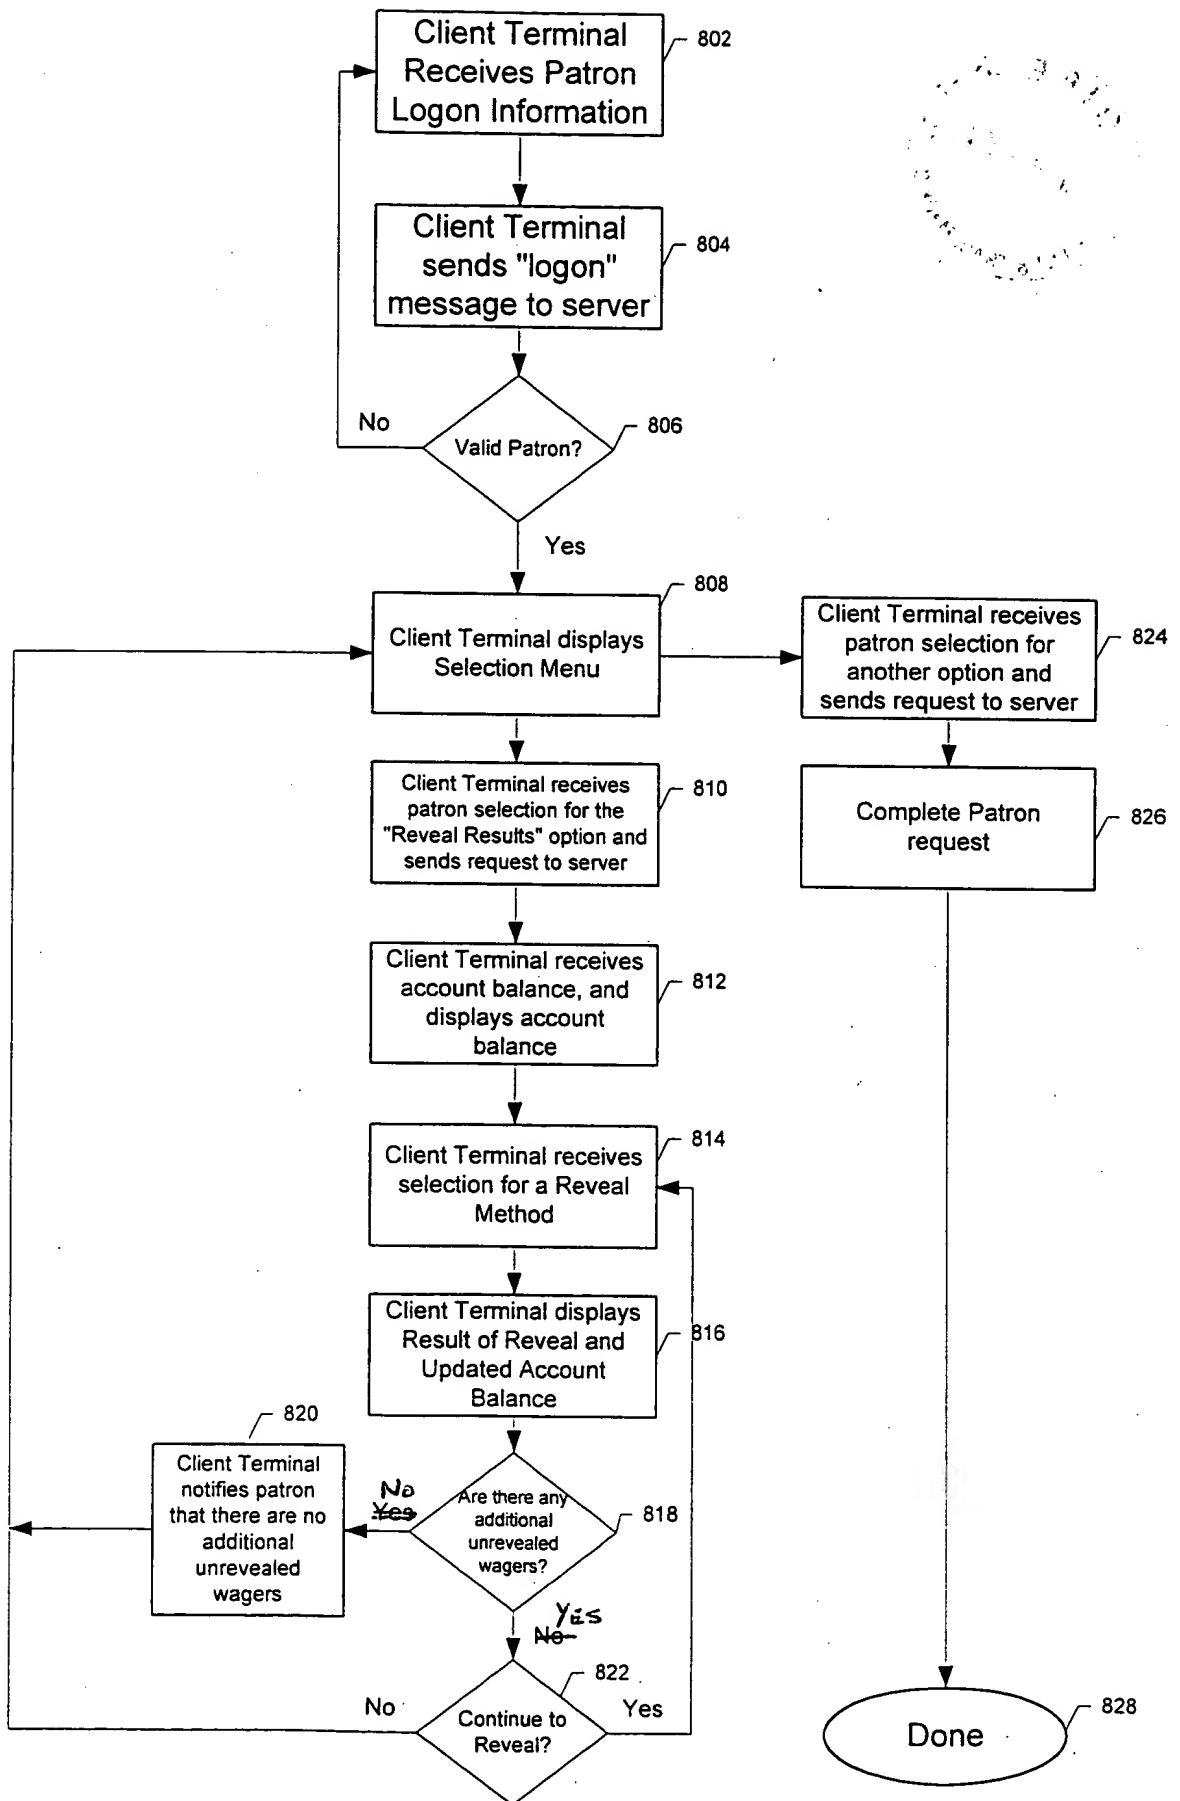 Client Terminal
Receives Patron
Logon Information
802
Client Terminal
sends "logon"
message to server
804
Valid Patron?
806
No
Yes
808
Client Terminal displays
Selection Menu
Client Terminal receives
patron selection for
another option and
sends request to server
824
Client Terminal receives
patron selection for the
"Reveal Results" option and
sends request to server
810
Complete Patron
request
826
Client Terminal receives
account balance, and
displays account
balance
812
Client Terminal receives
selection for a Reveal
Method
814
Client Terminal displays
Result of Reveal and
Updated Account
Balance
816
820
Client Terminal
notifies patron
that there are no
additional
unrevealed
wagers
No
Yes
Are there any
additional
unrevealed
wagers?
818
YES
No
822
No
Continue to
Reveal?
Yes
Done
828